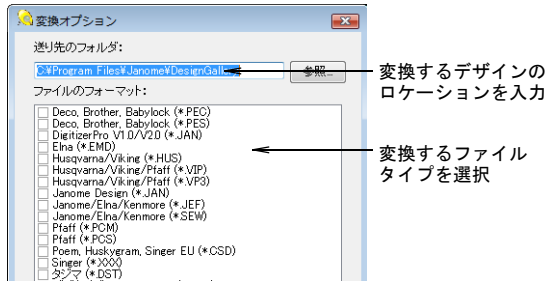 変換オプション
送り先のフォルダ:
C:¥Program Files¥Janome¥DesignGall
参照...
変換するデザインの
ロケーションを入力
ファイルのフォーマット:
Deco, Brother, Babylock (*.PEC)
Deco, Brother, Babylock (*.PES)
DigitizerPro V1.0/V2.0 (*.JAN)
Elna (*.EMD)
Husqvarna/Viking (*.HUS)
Husqvarna/Viking/Pfaff (*.VIP)
Husqvarna/Viking/Pfaff (*.VP3)
Janome Design (*.JAN)
Janome/Elna/Kenmore (*.JEF)
Janome/Elna/Kenmore (*.SEW)
Pfaff (*.PCM)
Pfaff (*.PCS)
Poem, Huskygram, Singer EU (*.CSD)
Singer (*.XXX)
タジマ (*.DST)
変換するファイル
タイプを選択